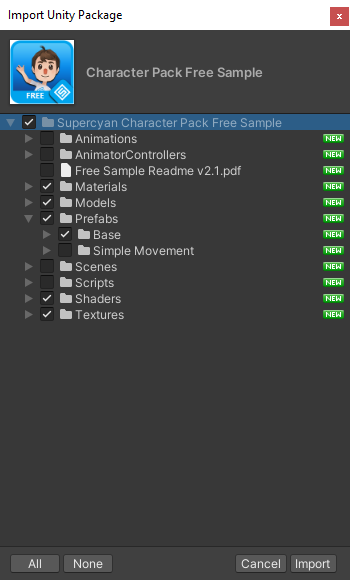 Import Unity Package
x
FREE
Character Pack Free Sample
Supercyan Character Pack Free Sample
Animations NEW
AnimatorControllers NEW
Free Sample Readme v2.1.pdf NEW
Materials NEW
Models NEW
Prefabs NEW
Base NEW
Simple Movement NEW
Scenes NEW
Scripts NEW
Shaders NEW
Textures NEW
All None Cancel Import